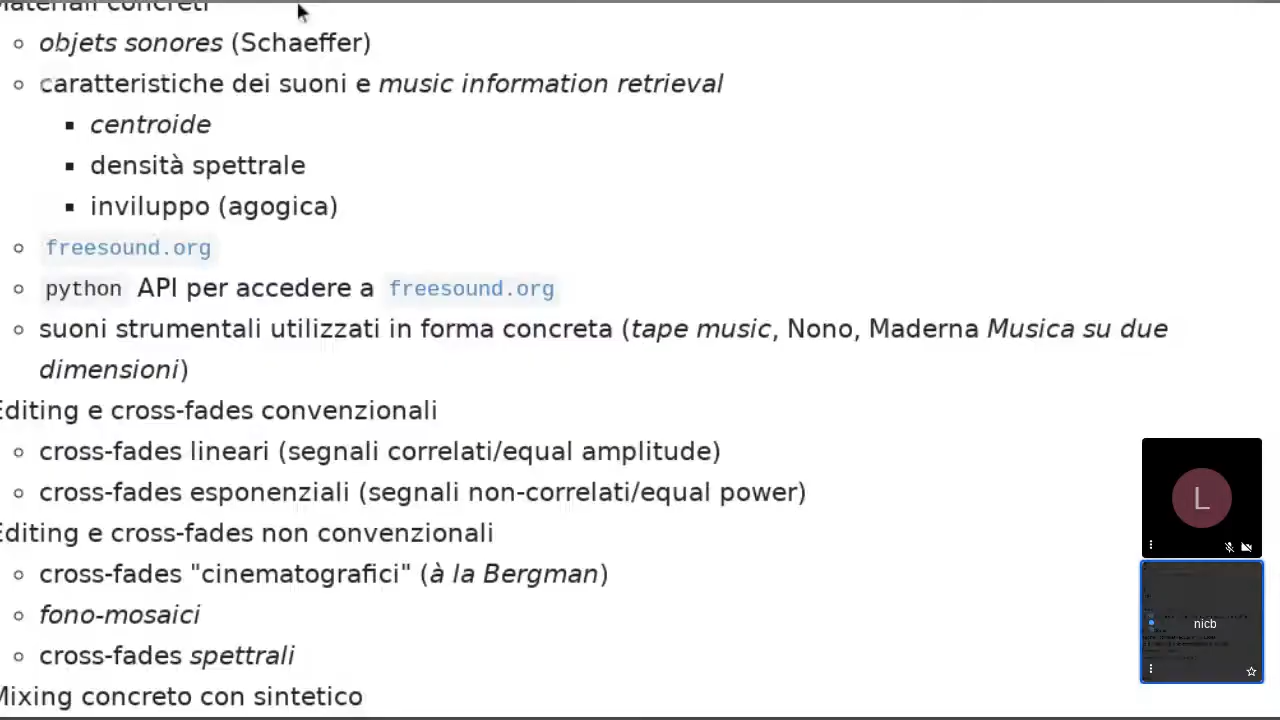 Materiali concreti
objets sonores (Schaeffer)
caratteristiche dei suoni e music information retrieval
centroide
densità spettrale
inviluppo (agogica)
freesound.org
python API per accedere a freesound.org
suoni strumentali utilizzati in forma concreta (tape music, Nono, Maderna Musica su due
dimensioni)
Editing e cross-fades convenzionali
cross-fades lineari (segnali correlati/equal amplitude)
cross-fades esponenziali (segnali non-correlati/equal power)
Editing e cross-fades non convenzionali
cross-fades "cinematografici" (à la Bergman)
fono-mosaici
cross-fades spettrali
Mixing concreto con sintetico
L
nicb